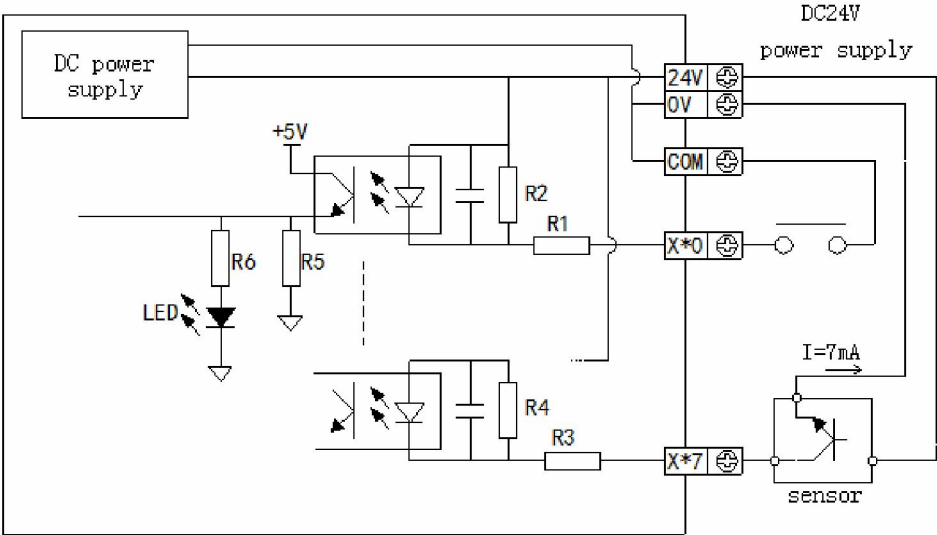 DC24V
power supply
DC power
supply
24V
0V
+5V
COM
R2
R1
X*0
R6
R5
LED
I=7mA
R4
R3
X*7
sensor